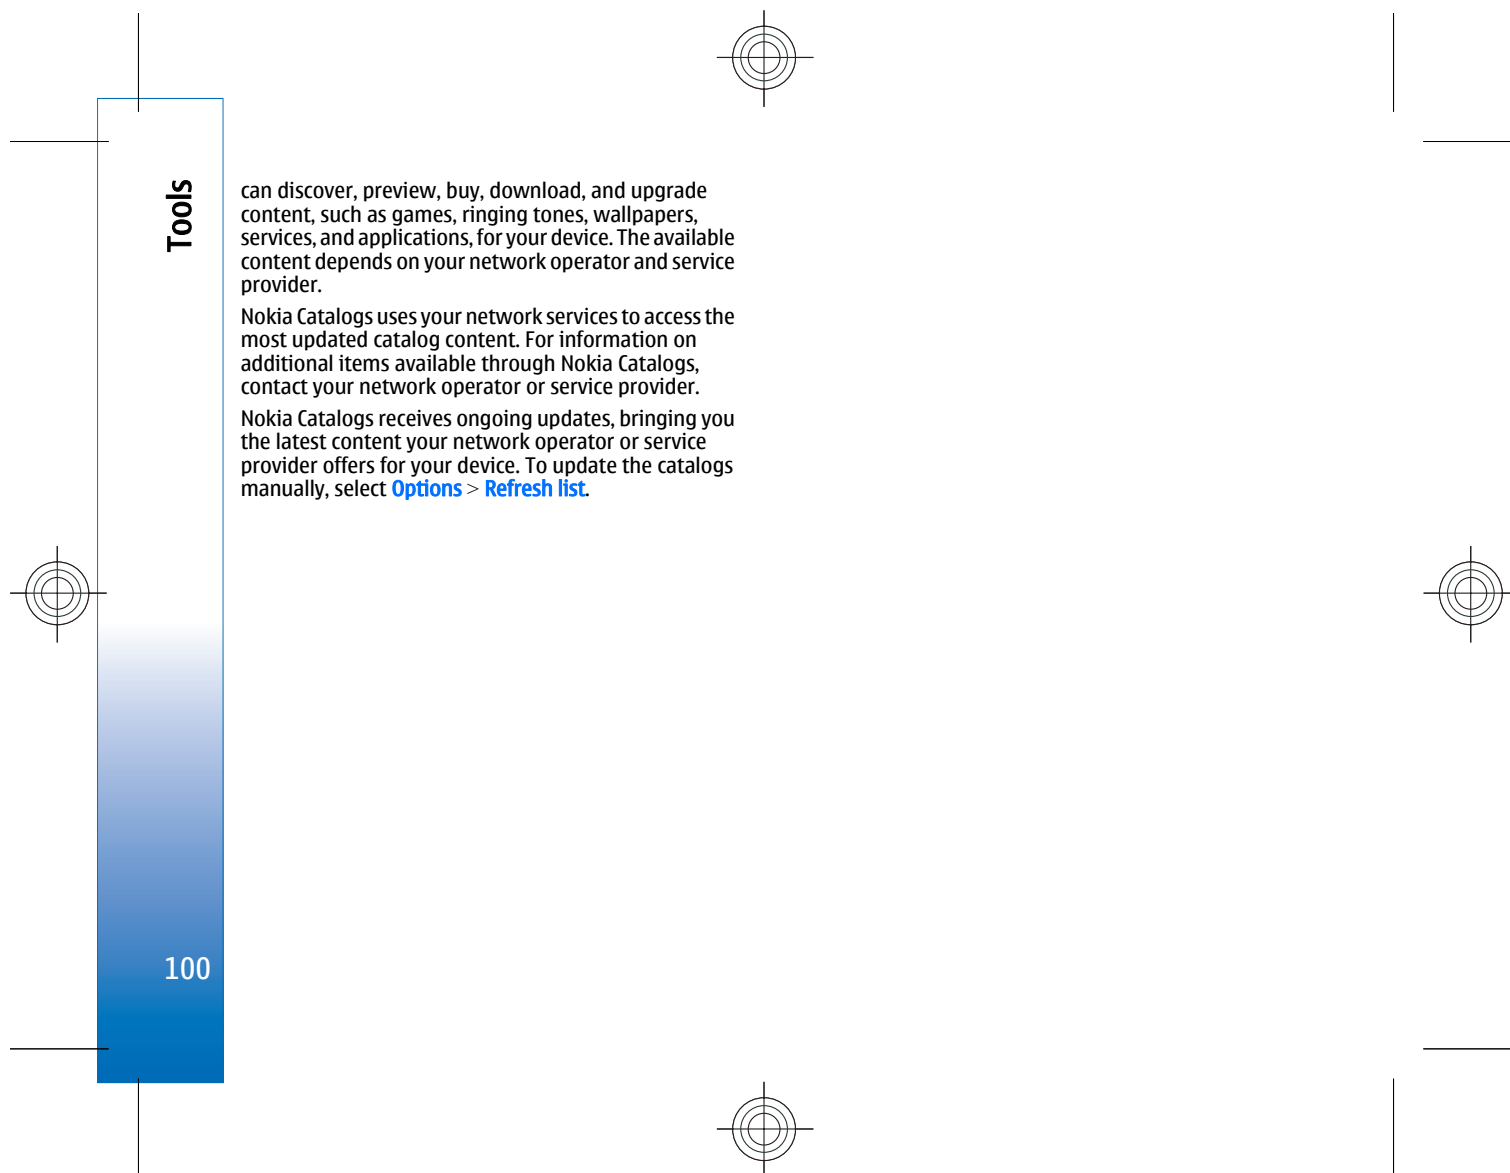 Tools
can discover, preview, buy, download, and upgrade
content, such as games, ringing tones, wallpapers,
services, and applications, for your device. The available
content depends on your network operator and service
provider.
Nokia Catalogs uses your network services to access the
most updated catalog content. For information on
additional items available through Nokia Catalogs,
contact your network operator or service provider.
Nokia Catalogs receives ongoing updates, bringing you
the latest content your network operator or service
provider offers for your device. To update the catalogs
manually, select Options > Refresh list.
100